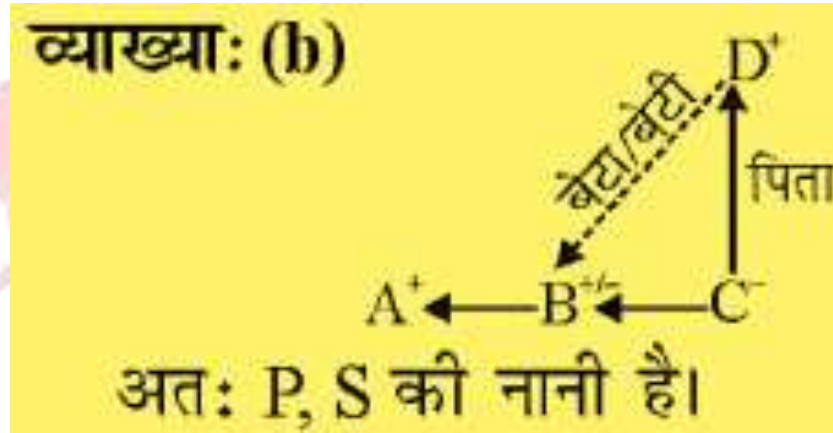 व्याख्या: (b)
D⁺
बेटा/बेटी
पिता
A⁺ B⁺/⁻ C⁻
अत: P, S की नानी है।